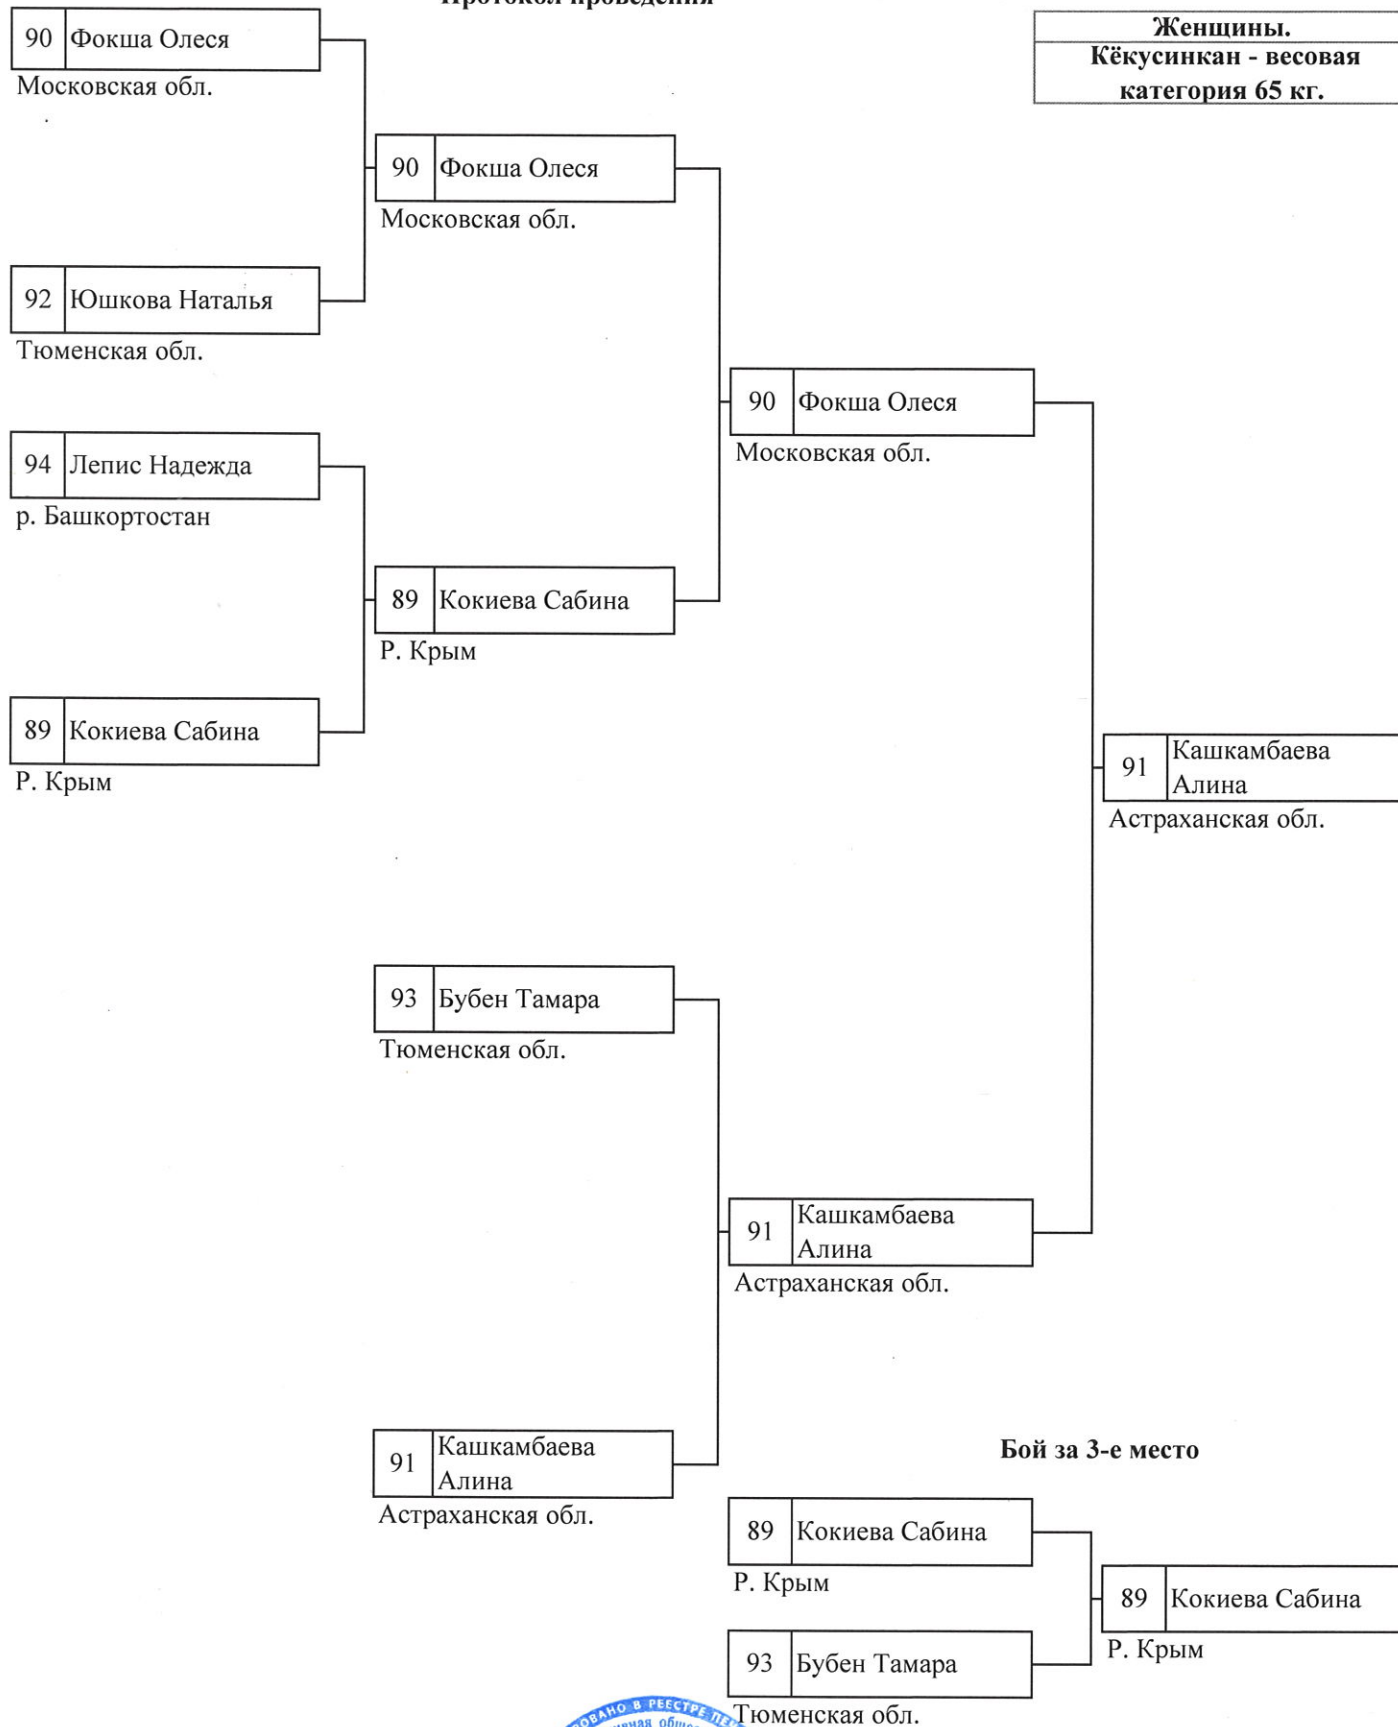 Протокол проведения
Женщины.
Кёкусинкан - весовая
категория 65 кг.
90 Фокша Олеся
Московская обл.
90 Фокша Олеся
Московская обл.
92 Юшкова Наталья
Тюменская обл.
90 Фокша Олеся
Московская обл.
94 Лепис Надежда
р. Башкортостан
89 Кокиева Сабина
Р. Крым
89 Кокиева Сабина
Р. Крым
91 Кашкамбаева
Алина
Астраханская обл.
93 Бубен Тамара
Тюменская обл.
91 Кашкамбаева
Алина
Астраханская обл.
91 Кашкамбаева
Алина
Астраханская обл.
Бой за 3-е место
89 Кокиева Сабина
Р. Крым
89 Кокиева Сабина
Р. Крым
93 Бубен Тамара
Тюменская обл.
В РЕЕСТРЕ